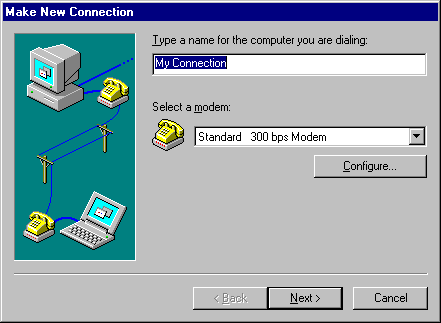 Make New Connection
Type a name for the computer you are dialing:
My Connection
Select a modem:
Standard 300 bps Modem
Configure...
< Back
Next >
Cancel